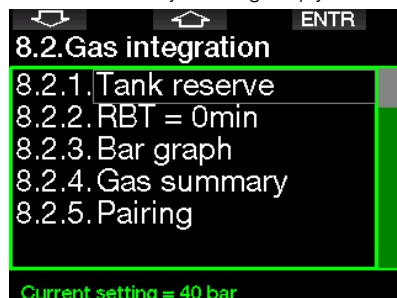 ENTR
8.2.Gas integration
8.2.1. Tank reserve
8.2.2. RBT = 0min
8.2.3. Bar graph
8.2.4. Gas summary
8.2.5. Pairing
Current setting = 40 bar